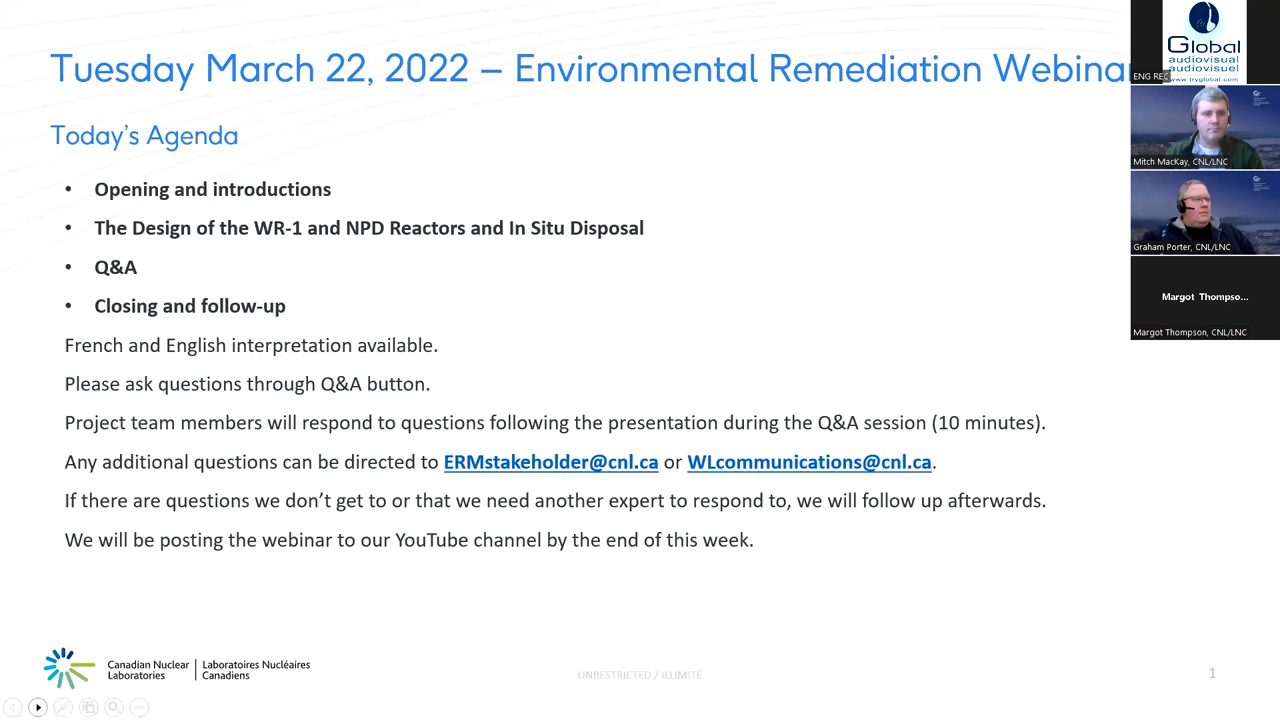 Tuesday March 22, 2022 – Environmental Remediation Webinar
Today's Agenda
• Opening and introductions
• The Design of the WR-1 and NPD Reactors and In Situ Disposal
• Q&A
• Closing and follow-up
French and English interpretation available.
Please ask questions through Q&A button.
Project team members will respond to questions following the presentation during the Q&A session (10 minutes).
Any additional questions can be directed to ERMstakeholder@cnl.ca or WLcommunications@cnl.ca.
If there are questions we don't get to or that we need another expert to respond to, we will follow up afterwards.
We will be posting the webinar to our YouTube channel by the end of this week.
Canadian Nuclear
Laboratories
Laboratoires Nucléaires
Canadiens
UNRESTRICTED / ILLIMITÉ
1
Global
audiovisual
audiovisuel
www.tryglobal.com
ENG REC
Mitch MacKay, CNL/LNC
Graham Porter, CNL/LNC
Margot Thompso...
Margot Thompson, CNL/LNC